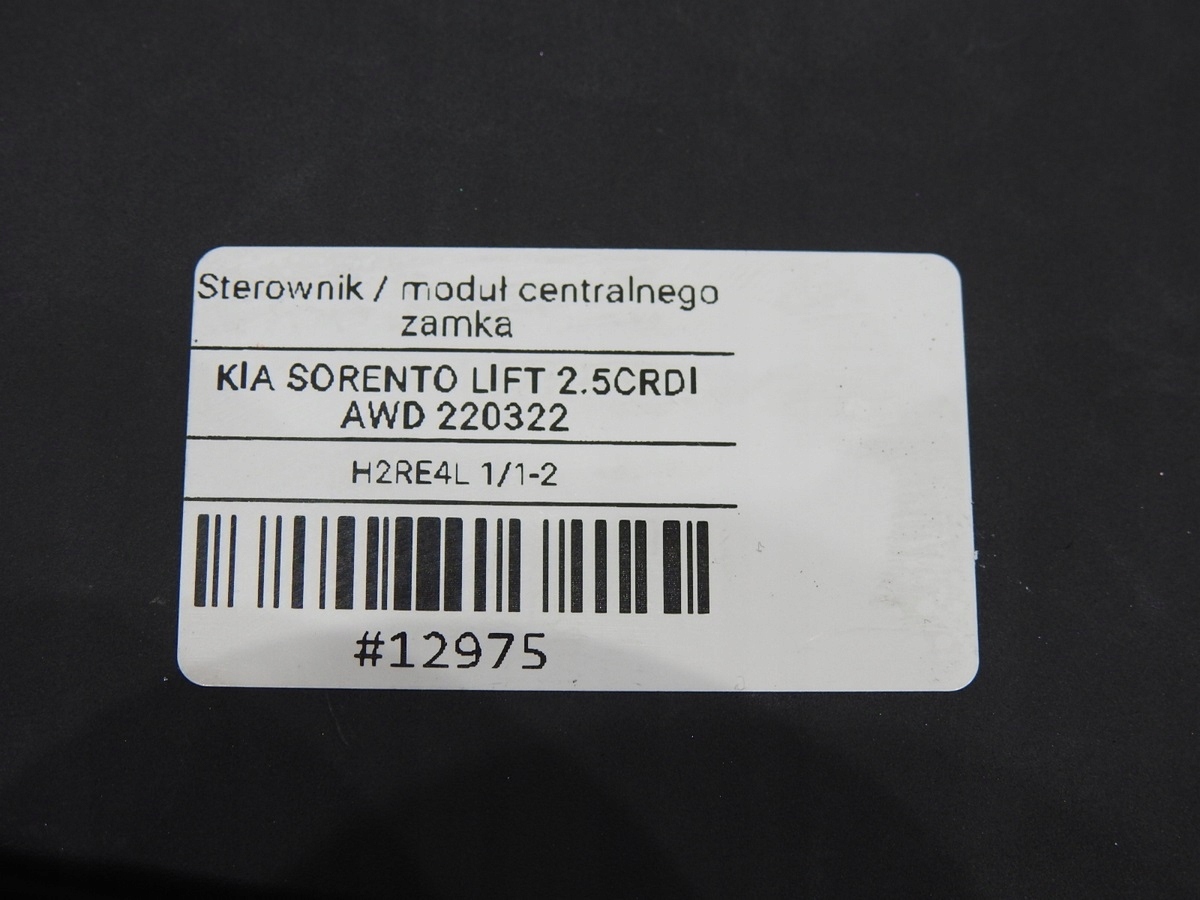 Sterownik / moduł centralnego
zamka
KIA SORENTO LIFT 2.5CRDI
AWD 220322
H2RE4L 1/1-2
#12975